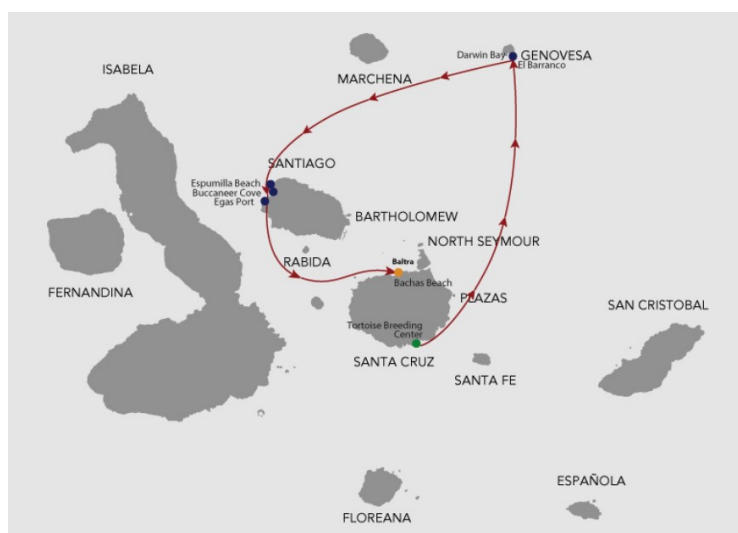 Darwin Bay
GENOVESA
El Barranco
ISABELA
MARCHENA
SANTIAGO
Espumilla Beach
Buccaneer Cove
Egas Port
BARTHOLOMEW
NORTH SEYMOUR
RABIDA
Baltra
Bachas Beach
FERNANDINA
PLAZAS
SAN CRISTOBAL
Tortoise Breeding
Center
SANTA CRUZ
SANTA FE
ESPAÑOLA
FLOREANA